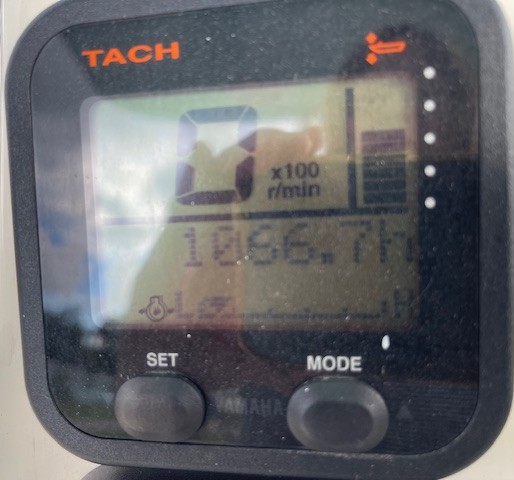 TACH
0
x100
r/min
1066.7h
L H
SET MODE
YAMAHA